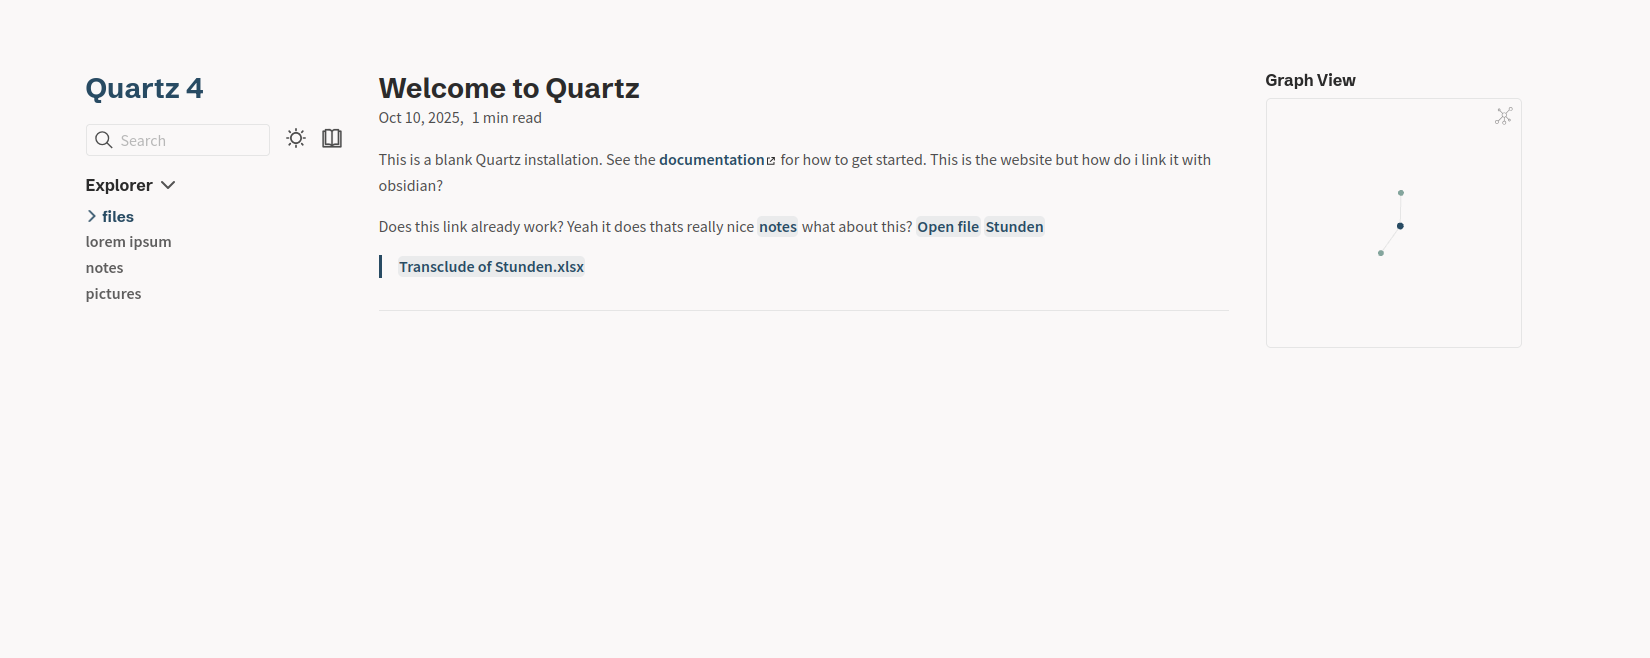 Quartz 4
Search
Explorer
files
lorem ipsum
notes
pictures
Welcome to Quartz
Oct 10, 2025, 1 min read
This is a blank Quartz installation. See the documentation for how to get started. This is the website but how do i link it with
obsidian?
Does this link already work? Yeah it does thats really nice notes what about this? Open file Stunden
Transclude of Stunden.xlsx
Graph View